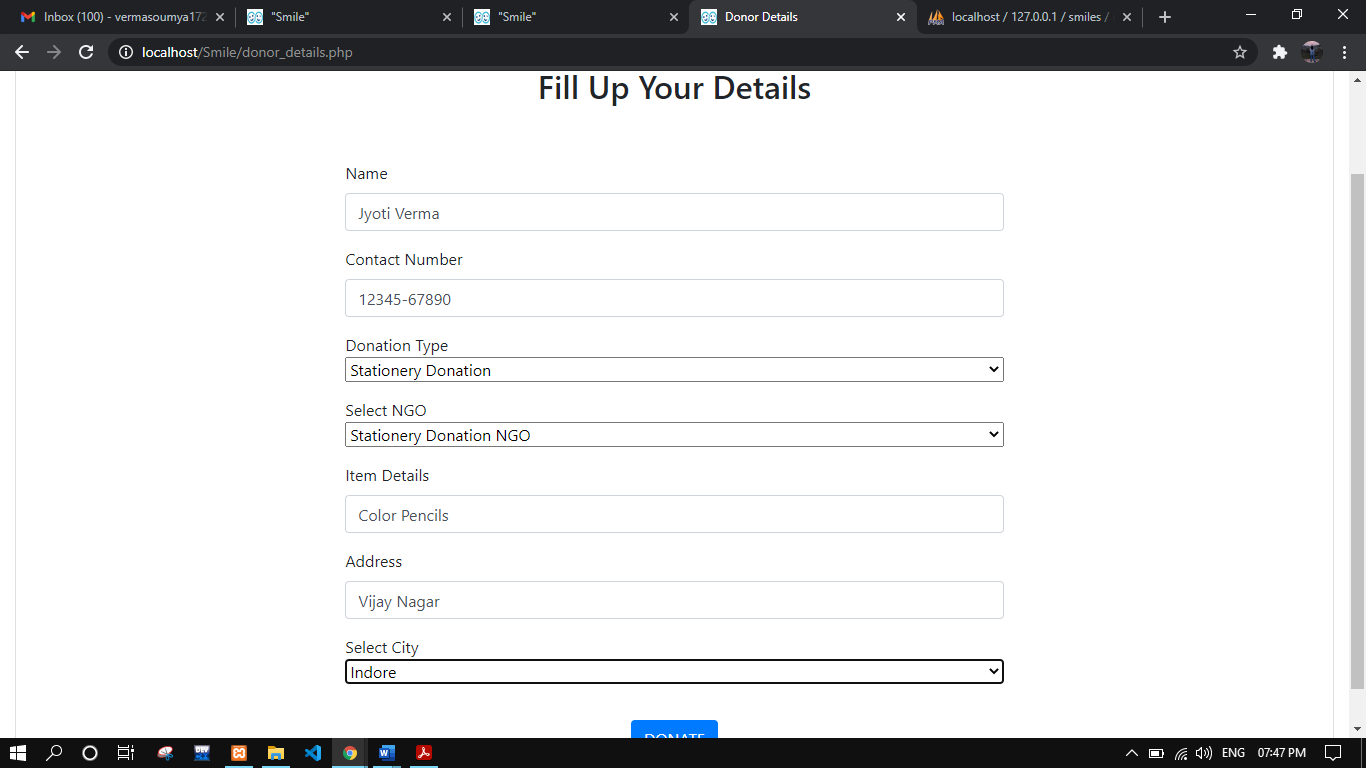 Inbox (100) - vermasoumya172
"Smile"
"Smile"
Donor Details
localhost / 127.0.0.1 / smiles /
localhost/Smile/donor_details.php
Fill Up Your Details
Name
Jyoti Verma
Contact Number
12345-67890
Donation Type
Stationery Donation
Select NGO
Stationery Donation NGO
Item Details
Color Pencils
Address
Vijay Nagar
Select City
Indore
DONATE
ENG
07:47 PM